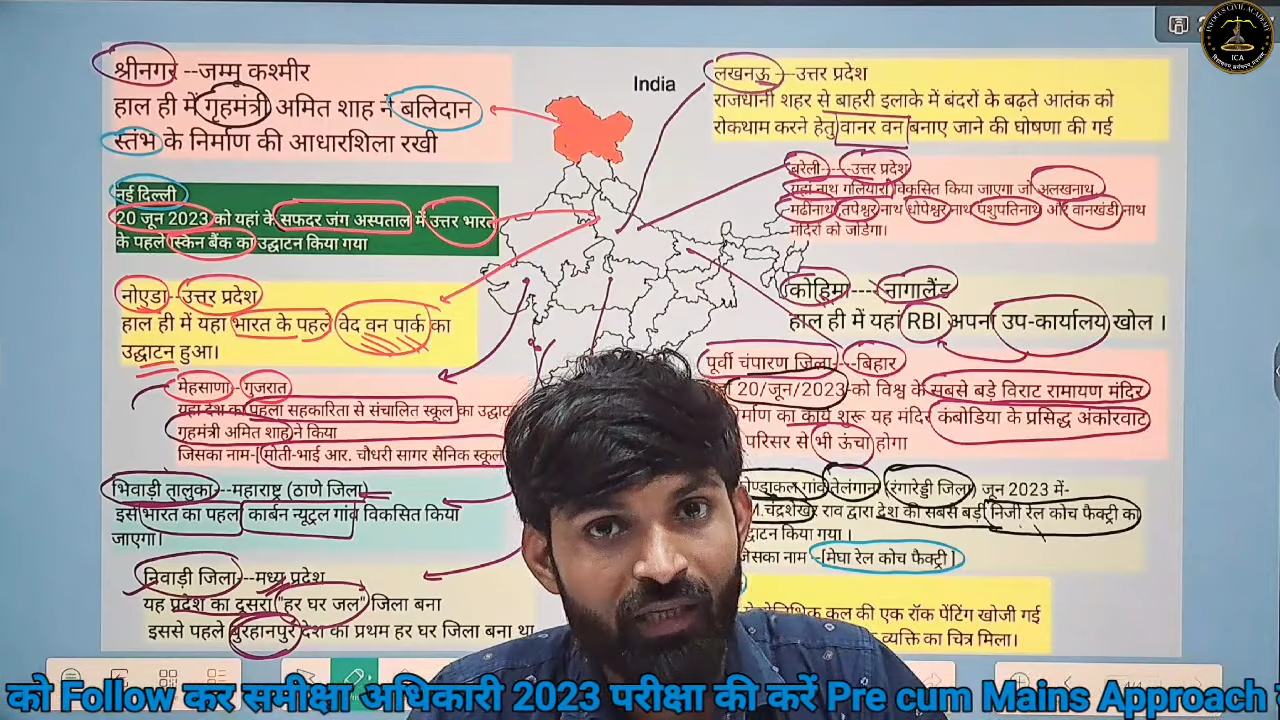 INFOCUS CIVIL ACADEMY
ICA
श्रीनगर --जम्मू कश्मीर
हाल ही में गृहमंत्री अमित शाह ने बलिदान
स्तंभ के निर्माण की आधारशिला रखी
नई दिल्ली
20 जून 2023 को यहां के सफदर जंग अस्पताल में उत्तर भारत
के पहले स्किन बैंक का उद्घाटन किया गया
नोएडा--उत्तर प्रदेश
हाल ही में यहा भारत के पहले वेद वन पार्क का
उद्घाटन हुआ।
मेहसाणा--गुजरात
यहा देश का पहला सहकारिता से संचालित स्कूल का
गृहमंत्री अमित शाह ने किया
जिसका नाम-[ मोती-भाई आर. चौधरी सागर सैनिक स्कूल
भिवाड़ी तालुका---महाराष्ट्र (ठाणे जिला)
इसे भारत का पहला कार्बन न्यूट्रल गांव विकसित किया
जाएगा।
निवाड़ी जिला --मध्य प्रदेश
यह प्रदेश का दूसरा "हर घर जल" जिला बना
इससे पहले बुरहानपुर देश का प्रथम हर घर जिला बना था
India
लखनऊ ---उत्तर प्रदेश
राजधानी शहर से बाहरी इलाके में बंदरों के बढ़ते आतंक को
रोकथाम करने हेतु वानर वन बनाए जाने की घोषणा की गई
बरेली-----उत्तर प्रदेश
यहां नाथ गलियारा विकसित किया जाएगा जो अलखनाथ
मढीनाथ तपेश्वर नाथ धोपेश्वर नाथ पशुपतिनाथ और वानखंडी नाथ
मंदिरों को जोडेगा।
कोहिमा----नागालैंड
हाल ही में यहां RBI अपना उप-कार्यालय खोल ।
पूर्वी चंपारण जिला---बिहार
20/जून/2023-को विश्व के सबसे बड़े विराट रामायण मंदिर
का कार्य शुरू यह मंदिर कंबोडिया के प्रसिद्ध अंकोरवाट
परिसर से भी ऊंचा होगा
गांव तेलंगाना (रंगारेड्डी जिला) जून 2023 में-
चंद्रशेखर राव द्वारा देश की सबसे बड़ी निजी रेल कोच फैक्ट्री का
किया गया ।
जिसका नाम --[मेघा रेल कोच फैक्ट्री ]
कल की एक रॉक पेंटिंग खोजी गई
व्यक्ति का चित्र मिला।
को Follow कर समीक्षा अधिकारी 2023 परीक्षा की करें Pre cum Mains Approach